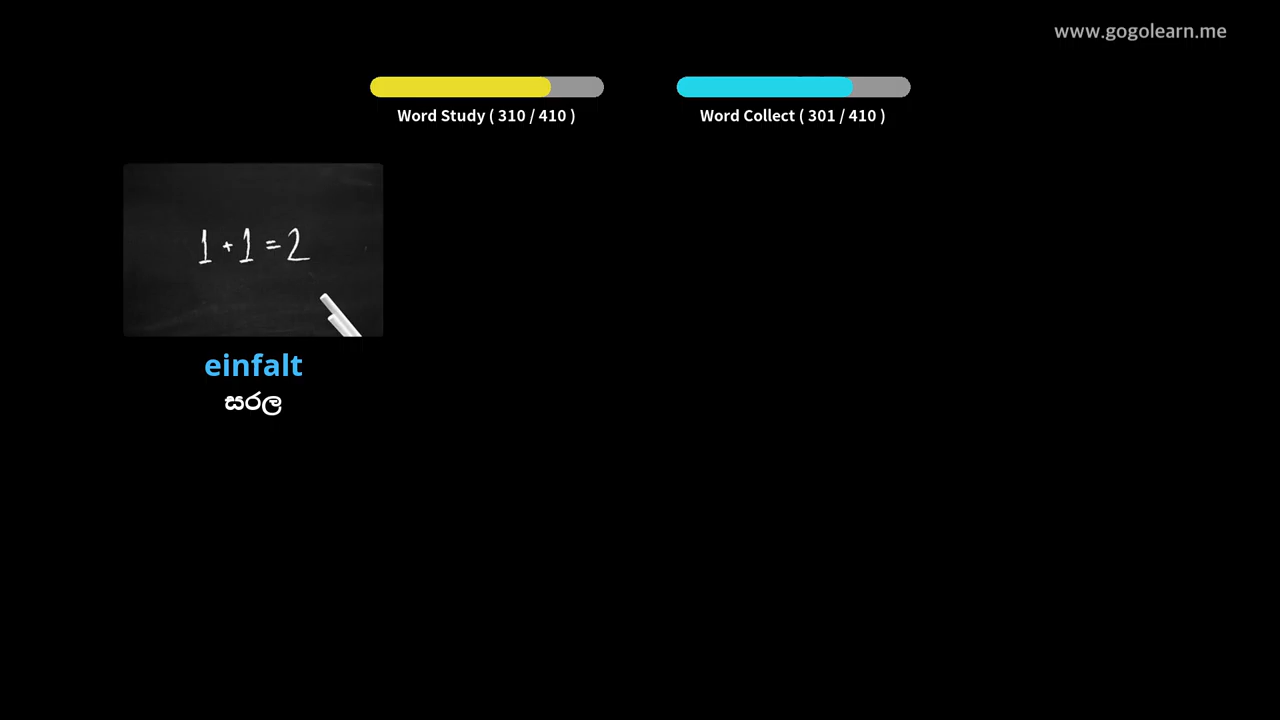 www.gogolearn.me
Word Study ( 310 / 410 )
Word Collect ( 301 / 410 )
1 + 1 = 2
einfalt
සරල